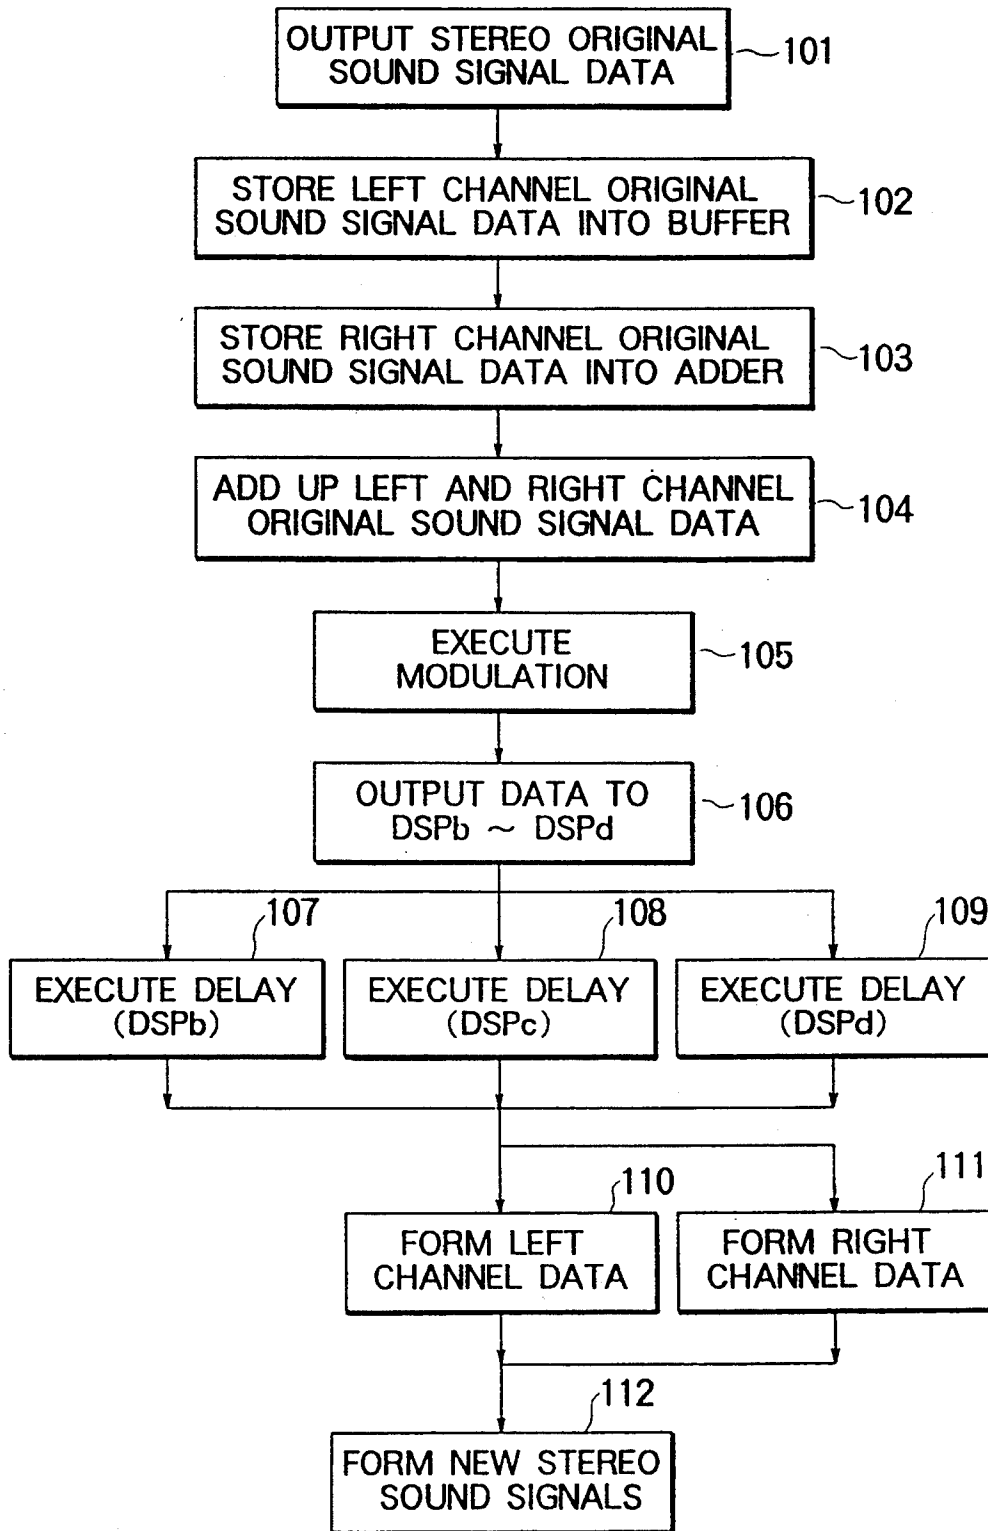 OUTPUT STEREO ORIGINAL
SOUND SIGNAL DATA
101
STORE LEFT CHANNEL ORIGINAL
SOUND SIGNAL DATA INTO BUFFER
102
STORE RIGHT CHANNEL ORIGINAL
SOUND SIGNAL DATA INTO ADDER
103
ADD UP LEFT AND RIGHT CHANNEL
ORIGINAL SOUND SIGNAL DATA
104
EXECUTE
MODULATION
105
OUTPUT DATA TO
DSPb ~ DSPd
106
107
EXECUTE DELAY
(DSPb)
108
EXECUTE DELAY
(DSPc)
109
EXECUTE DELAY
(DSPd)
110
FORM LEFT
CHANNEL DATA
111
FORM RIGHT
CHANNEL DATA
112
FORM NEW STEREO
SOUND SIGNALS